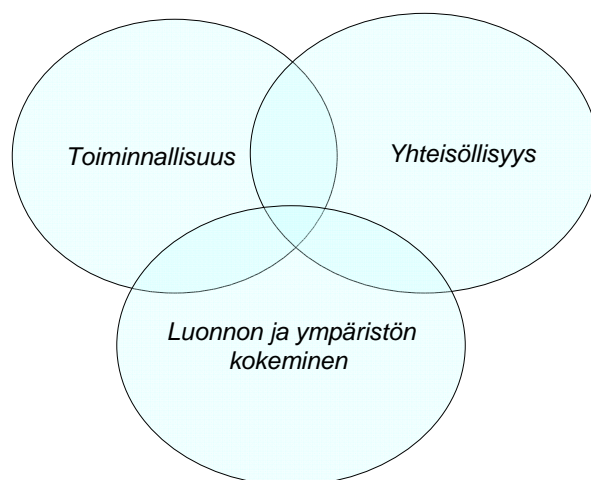 Toiminnallisuus
Yhteisöllisyys
Luonnon ja ympäristön
kokeminen